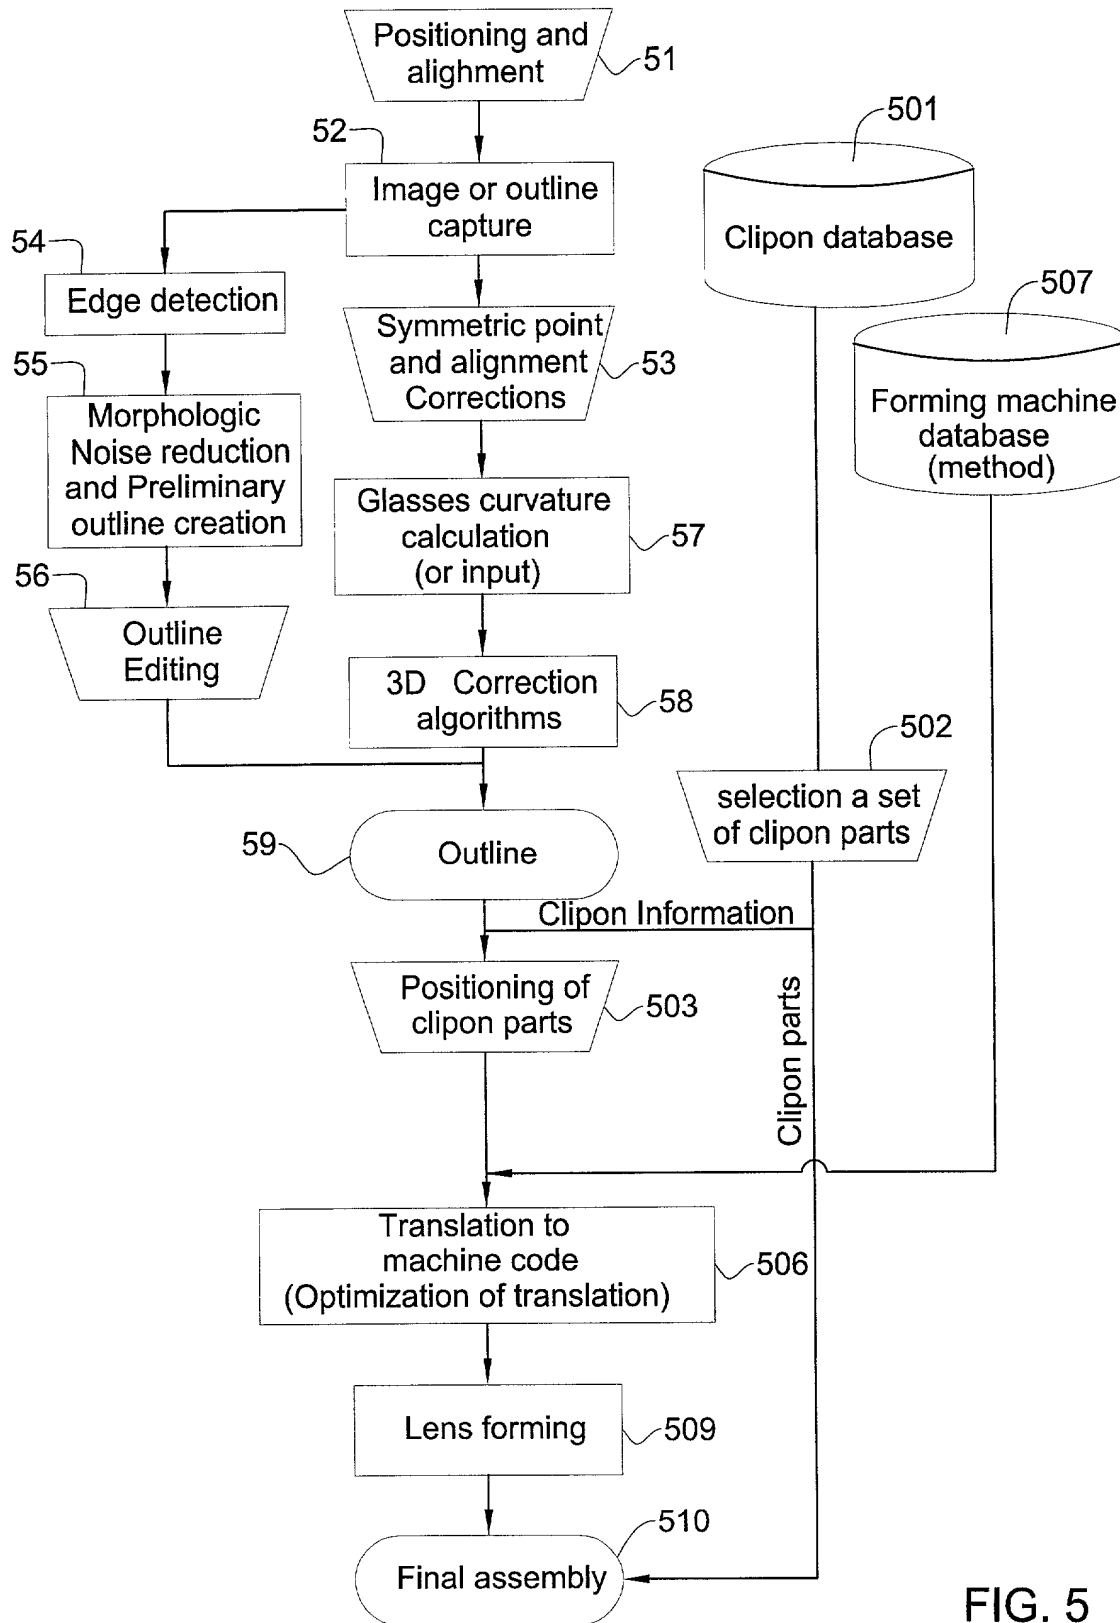 Positioning and
alighment
51
501
52
Image or outline
capture
Clipon database
54
Edge detection
507
Symmetric point
and alignment
Corrections
53
55
Morphologic
Noise reduction
and Preliminary
outline creation
Forming machine
database
(method)
Glasses curvature
calculation
(or input)
57
56
Outline
Editing
3D Correction
algorithms
58
502
selection a set
of clipon parts
59
Outline
Clipon Information
Positioning of
clipon parts
503
Clipon parts
Translation to
machine code
(Optimization of translation)
506
Lens forming
509
510
Final assembly
FIG. 5